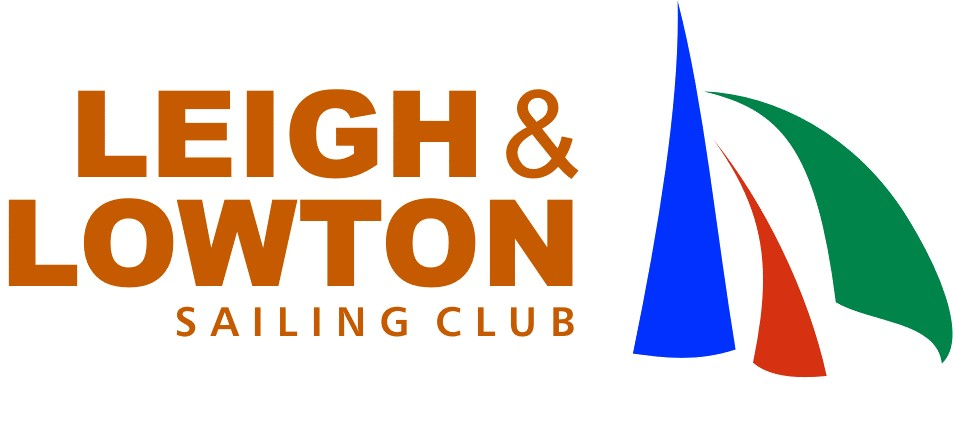 LEIGH &
LOWTON
SAILING CLUB